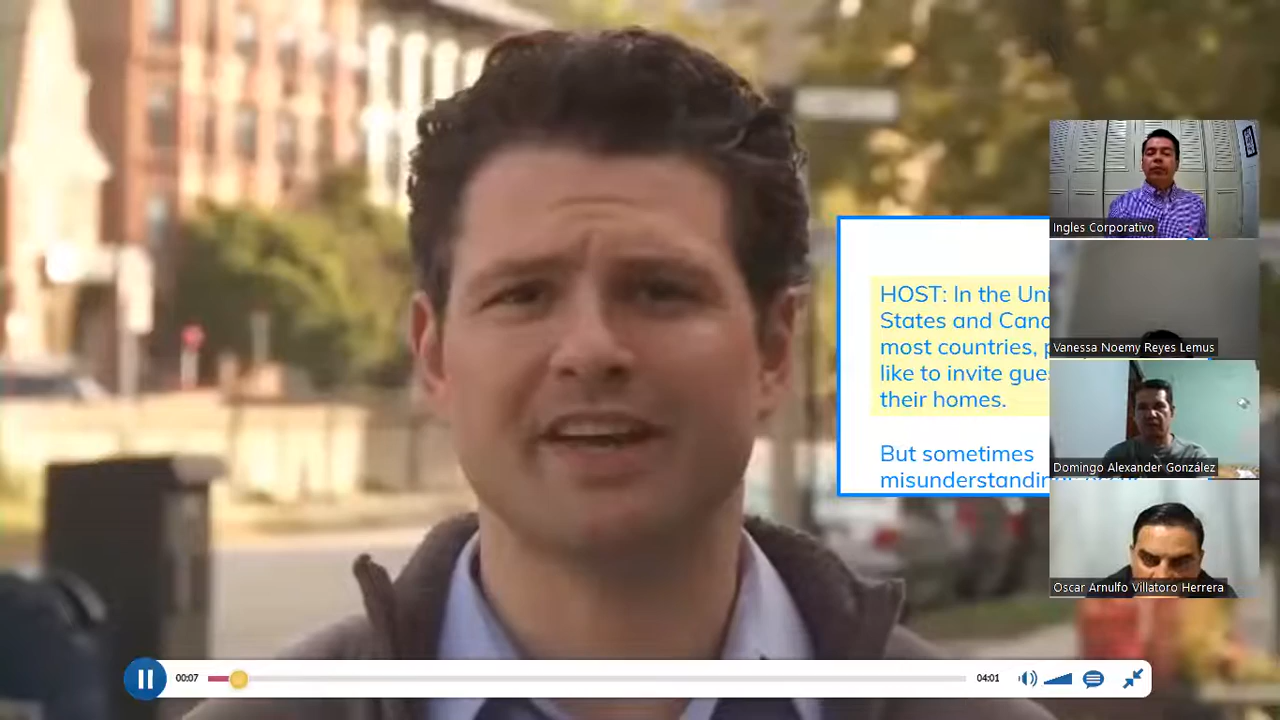 HOST: In the Uni
States and Cana
most countries, p
like to invite gue
their homes.
But sometimes
misunderstandin
Ingles Corporativo
Vanessa Noemy Reyes Lemus
Domingo Alexander González
Oscar Arnulfo Villatoro Herrera
00:07
04:01